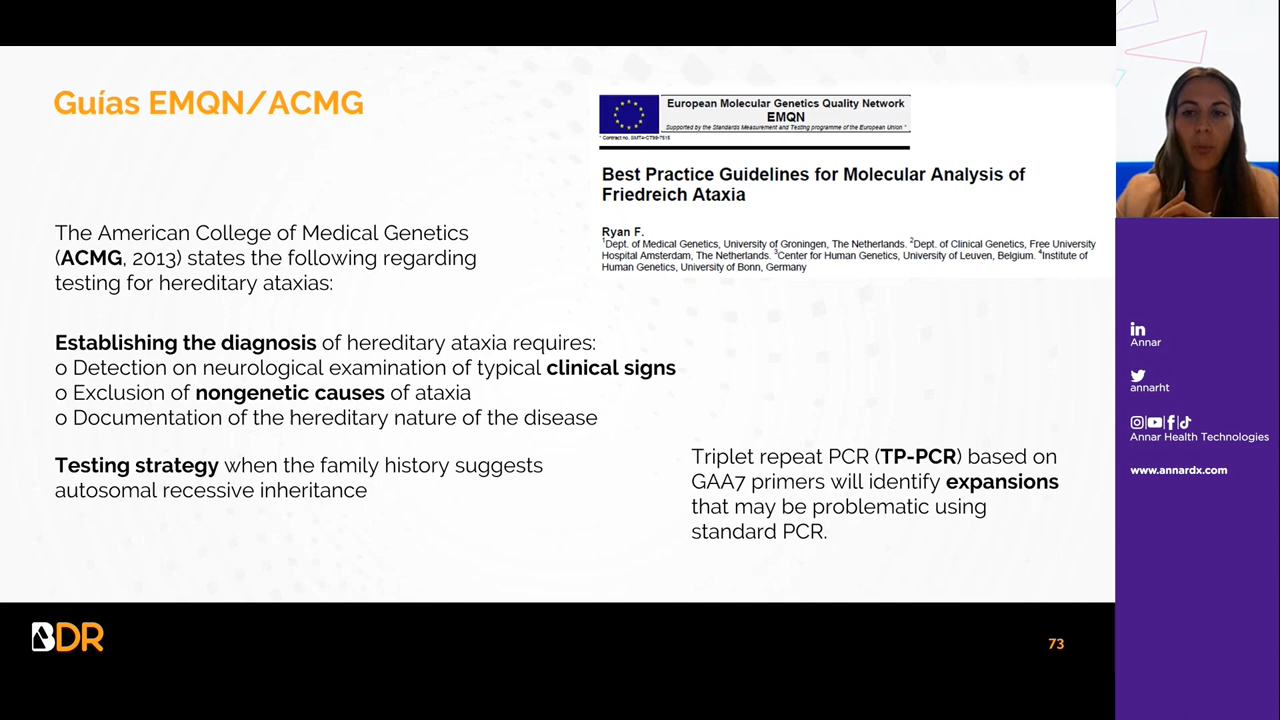 Guías EMQN/ACMG
European Molecular Genetics Quality Network
EMQN
Supported by the Standards Measurement and Testing programme of the European Union "
* Contract no. SMT4-CT98-7515
Best Practice Guidelines for Molecular Analysis of
Friedreich Ataxia
Ryan F.
1Dept. of Medical Genetics, University of Groningen, The Netherlands. 2Dept. of Clinical Genetics, Free University
Hospital Amsterdam, The Netherlands. 3Center for Human Genetics, University of Leuven, Belgium. 4Institute of
Human Genetics, University of Bonn, Germany
The American College of Medical Genetics
(ACMG, 2013) states the following regarding
testing for hereditary ataxias:
Establishing the diagnosis of hereditary ataxia requires:
o Detection on neurological examination of typical clinical signs
o Exclusion of nongenetic causes of ataxia
o Documentation of the hereditary nature of the disease
Testing strategy when the family history suggests
autosomal recessive inheritance
Triplet repeat PCR (TP-PCR) based on
GAA7 primers will identify expansions
that may be problematic using
standard PCR.
BDR
73
in
Annar
annarht
Annar Health Technologies
www.annardx.com